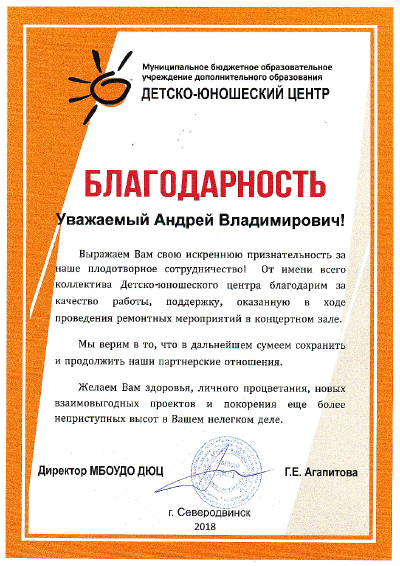 Муниципальное бюджетное образовательное
учреждение дополнительного образования
ДЕТСКО-ЮНОШЕСКИЙ ЦЕНТР
БЛАГОДАРНОСТЬ
Уважаемый Андрей Владимирович!
Выражаем Вам свою искреннюю признательность за
наше плодотворное сотрудничество! От имени всего
коллектива Детско-юношеского центра благодарим за
качество работы, поддержку, оказанную в ходе
проведения ремонтных мероприятий в концертном зале.
Мы верим в то, что в дальнейшем сумеем сохранить
и продолжить наши партнерские отношения.
Желаем Вам здоровья, личного процветания, новых
взаимовыгодных проектов и покорения еще более
неприступных высот в Вашем нелегком деле.
Директор МБОУДО ДЮЦ
Г.Е. Агапитова
г. Северодвинск
2018